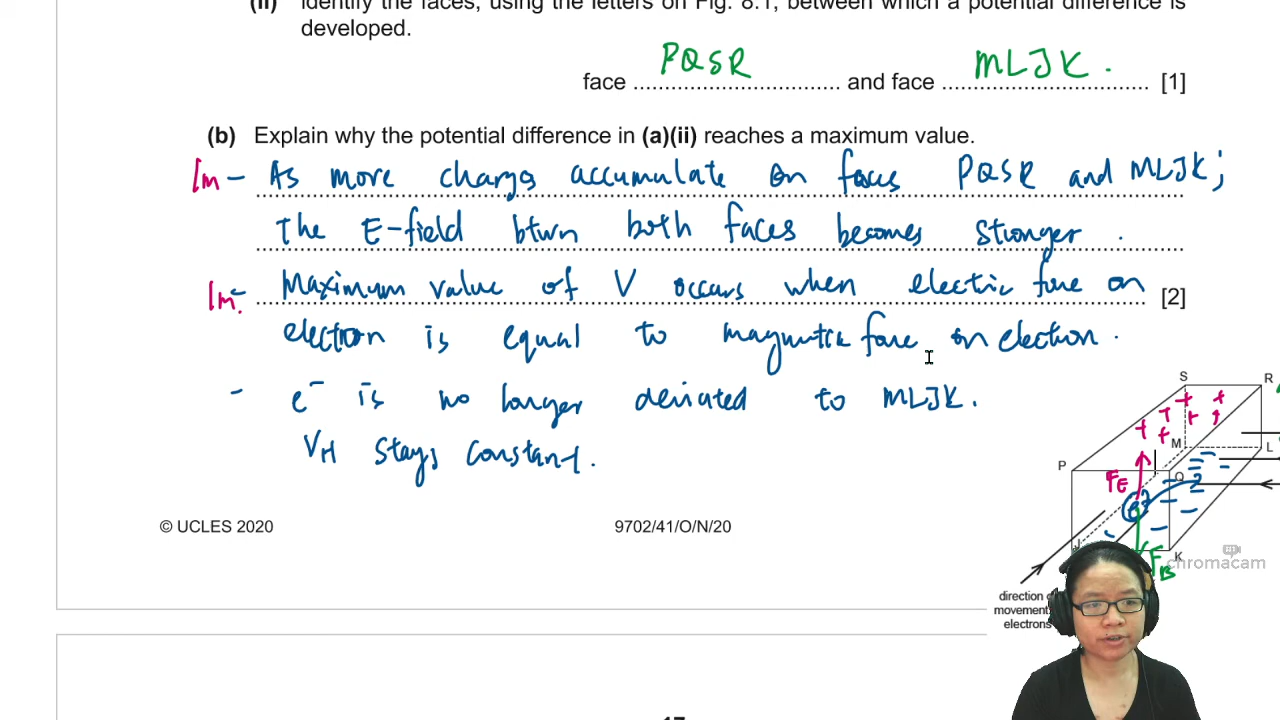 (ii) Identify the faces, using the letters on Fig. 8.1, between which a potential difference is
developed.
face PQSR and face MLJK. [1]
(b) Explain why the potential difference in (a)(ii) reaches a maximum value.
1m - As more charges accumulate on faces PQSR and MLJK;
The E-field btwn both faces becomes stronger.
1m - Maximum value of V occurs when electric force on [2]
electron is equal to magnetic force on electron.
- e⁻ is no longer deviated to MLJK.
VH stays constant.
© UCLES 2020 9702/41/O/N/20
S R
M L
P Q
FE
J K
FB
chromacam
direction
movement
electrons